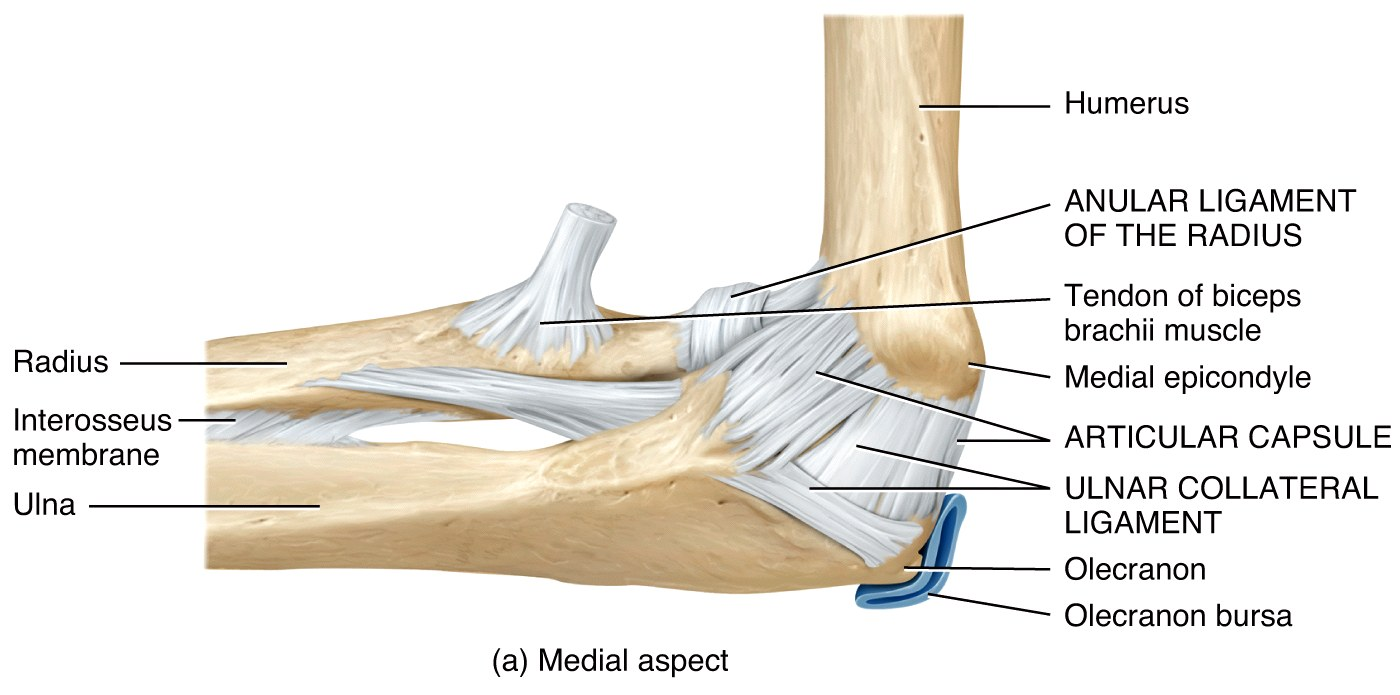 Humerus
ANULAR LIGAMENT
OF THE RADIUS
Tendon of biceps
brachii muscle
Radius
Medial epicondyle
Interosseus
membrane
ARTICULAR CAPSULE
Ulna
ULNAR COLLATERAL
LIGAMENT
Olecranon
Olecranon bursa
(a) Medial aspect